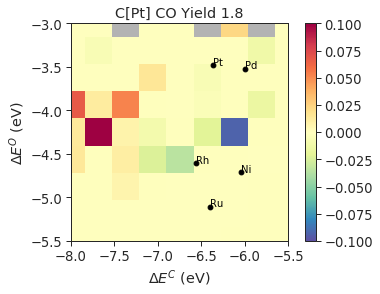 C[Pt] CO Yield 1.8
−3.0
−3.5
−4.0
−4.5
−5.0
−5.5
ΔE^O (eV)
Pt
Pd
Rh
Ni
Ru
−8.0 −7.5 −7.0 −6.5 −6.0 −5.5
ΔE^C (eV)
0.100
0.075
0.050
0.025
0.000
−0.025
−0.050
−0.075
−0.100